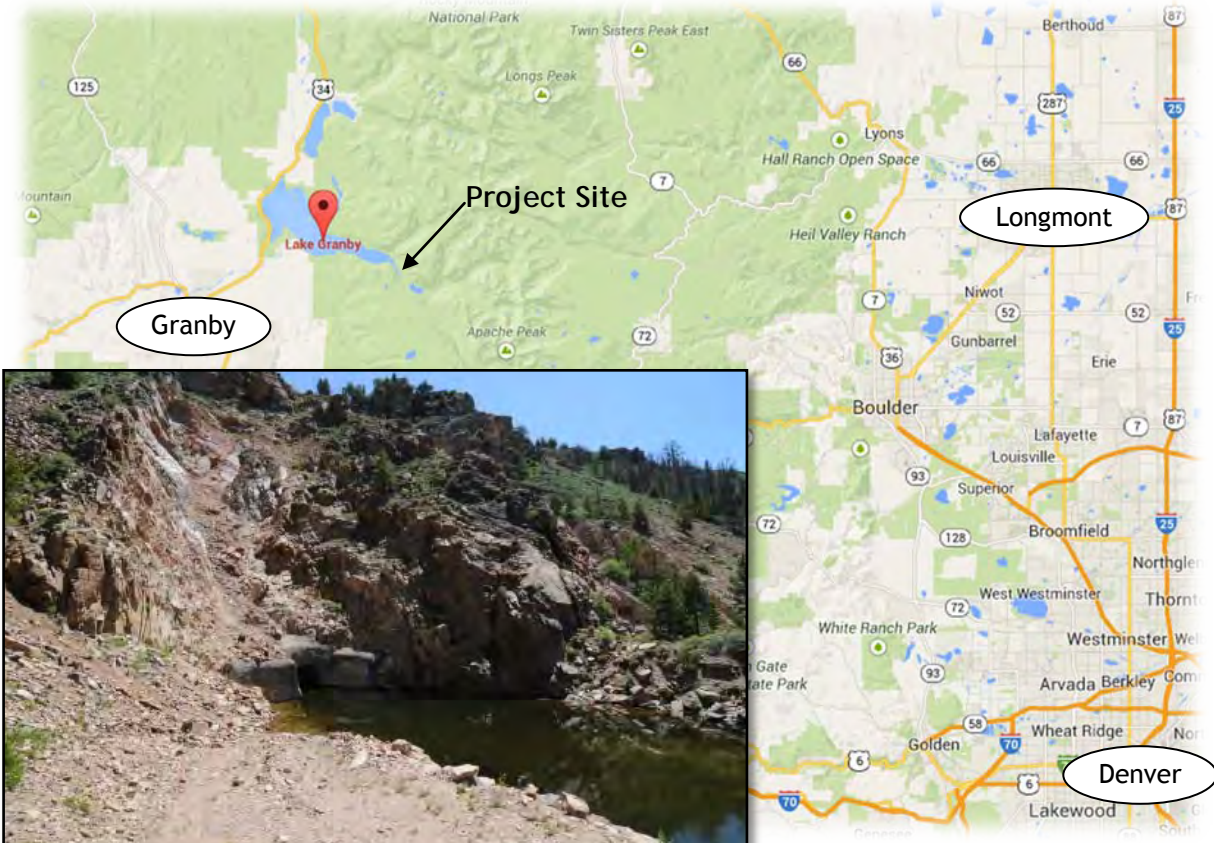 National Park
Twin Sisters Peak East
Berthoud
87
125
34
Longs Peak
66
287
25
Lyons
Hall Ranch Open Space
66
66
7
Project Site
Longmont
87
Lake Granby
Heil Valley Ranch
Granby
7
Niwot
52
52
Apache Peak
72
Gunbarrel
25
36
Erie
Boulder
87
7
Lafayette
Louisville
93
Superior
72
128
Broomfield
25
72
West Westminster
White Ranch Park
Westminster
93
Arvada
Berkley
58
Wheat Ridge
Golden
70
6
6
Denver
70
Lakewood